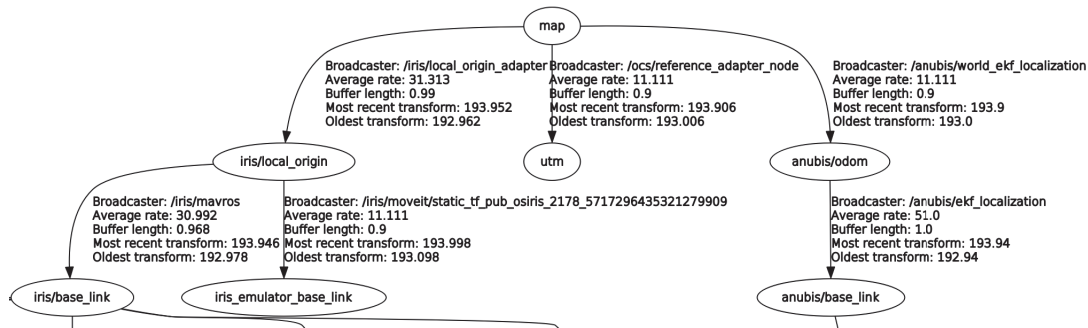 map
Broadcaster: /iris/local_origin_adapter
Average rate: 31.313
Buffer length: 0.99
Most recent transform: 193.952
Oldest transform: 192.962
Broadcaster: /ocs/reference_adapter_node
Average rate: 11.111
Buffer length: 0.9
Most recent transform: 193.906
Oldest transform: 193.006
Broadcaster: /anubis/world_ekf_localization
Average rate: 11.111
Buffer length: 0.9
Most recent transform: 193.9
Oldest transform: 193.0
iris/local_origin
utm
anubis/odom
Broadcaster: /iris/mavros
Average rate: 30.992
Buffer length: 0.968
Most recent transform: 193.946
Oldest transform: 192.978
Broadcaster: /iris/moveit/static_tf_pub_osiris_2178_5717296435321279909
Average rate: 11.111
Buffer length: 0.9
Most recent transform: 193.998
Oldest transform: 193.098
Broadcaster: /anubis/ekf_localization
Average rate: 51.0
Buffer length: 1.0
Most recent transform: 193.94
Oldest transform: 192.94
iris/base_link
iris_emulator_base_link
anubis/base_link